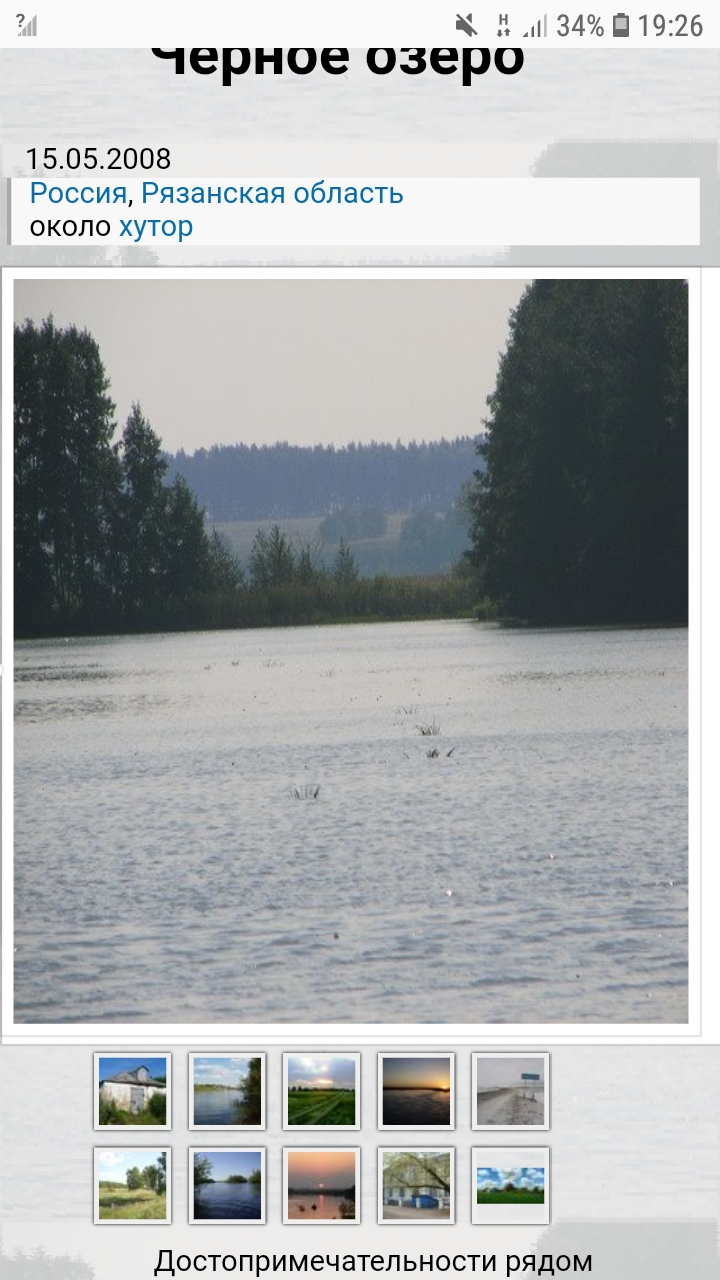 ? H 34% 19:26
Черное озеро
15.05.2008
Россия, Рязанская область
около хутор
Достопримечательности рядом